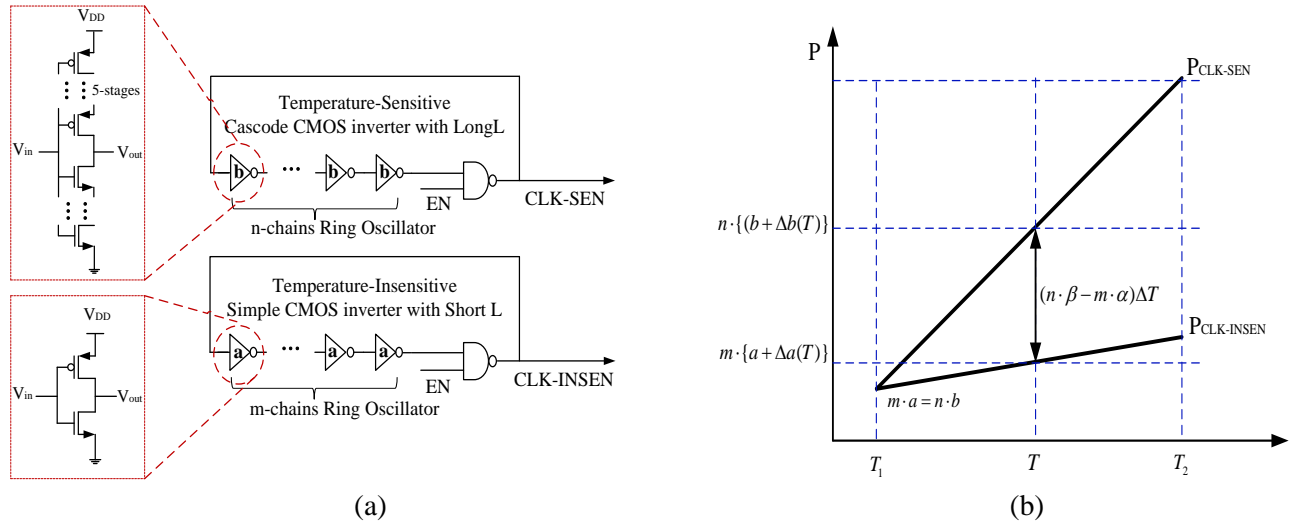 VDD
5-stages
Vin
Vout
Temperature-Sensitive
Cascode CMOS inverter with LongL
b ... b b
EN
CLK-SEN
n-chains Ring Oscillator
VDD
Vin
Vout
Temperature-Insensitive
Simple CMOS inverter with Short L
a ... a a
EN
CLK-INSEN
m-chains Ring Oscillator
(a)
P
PCLK-SEN
n·{(b+Δb(T)}
(n·β−m·α)ΔT
PCLK-INSEN
m·{a+Δa(T)}
m·a=n·b
T1 T T2
(b)